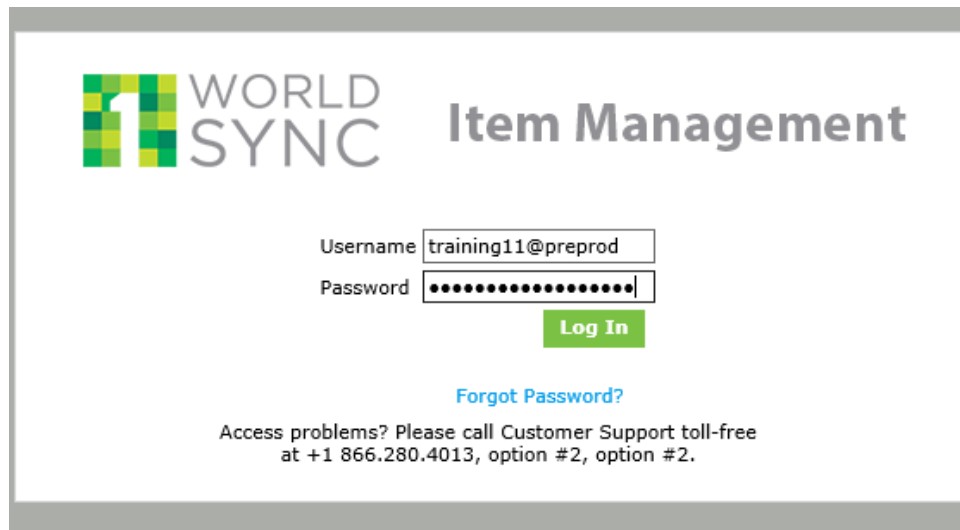 1 WORLD SYNC Item Management
Username training11@preprod
Password ••••••••••••••••••
Log In
Forgot Password?
Access problems? Please call Customer Support toll-free
at +1 866.280.4013, option #2, option #2.